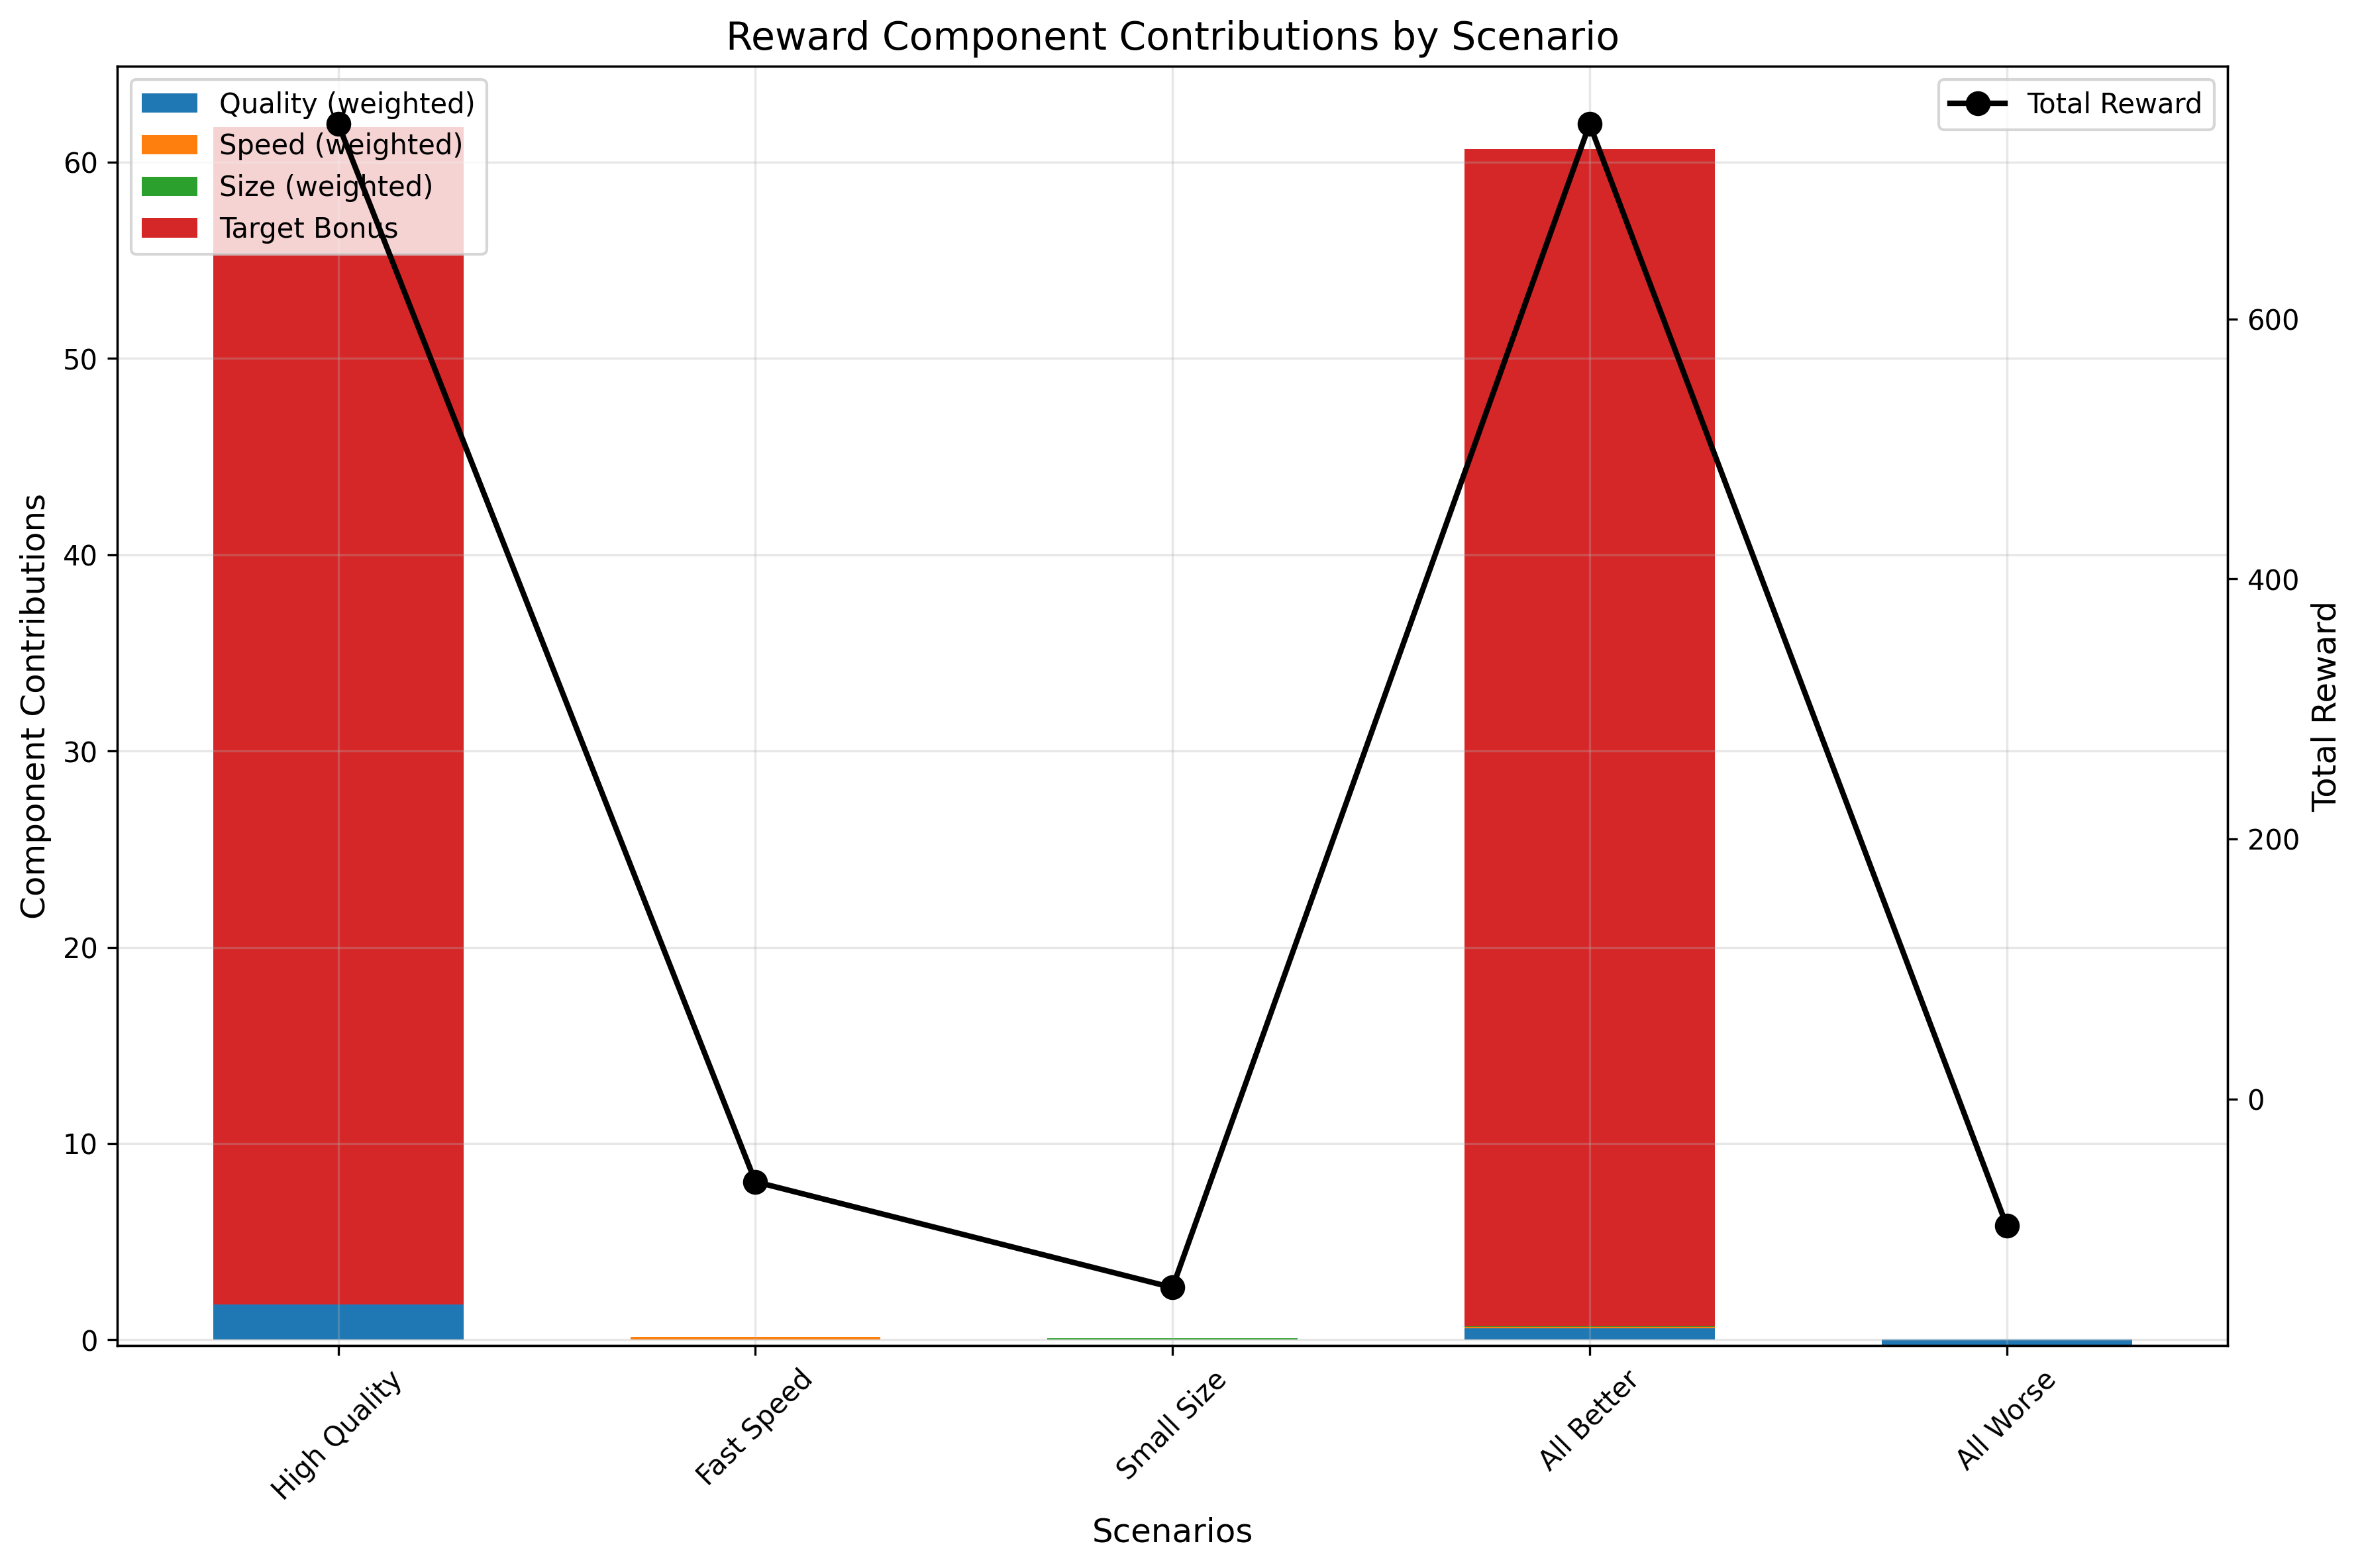 Reward Component Contributions by Scenario
Quality (weighted)
Speed (weighted)
Size (weighted)
Target Bonus
Total Reward
Component Contributions
60
50
40
30
20
10
0
600
400
200
0
Total Reward
High Quality
Fast Speed
Small Size
All Better
All Worse
Scenarios